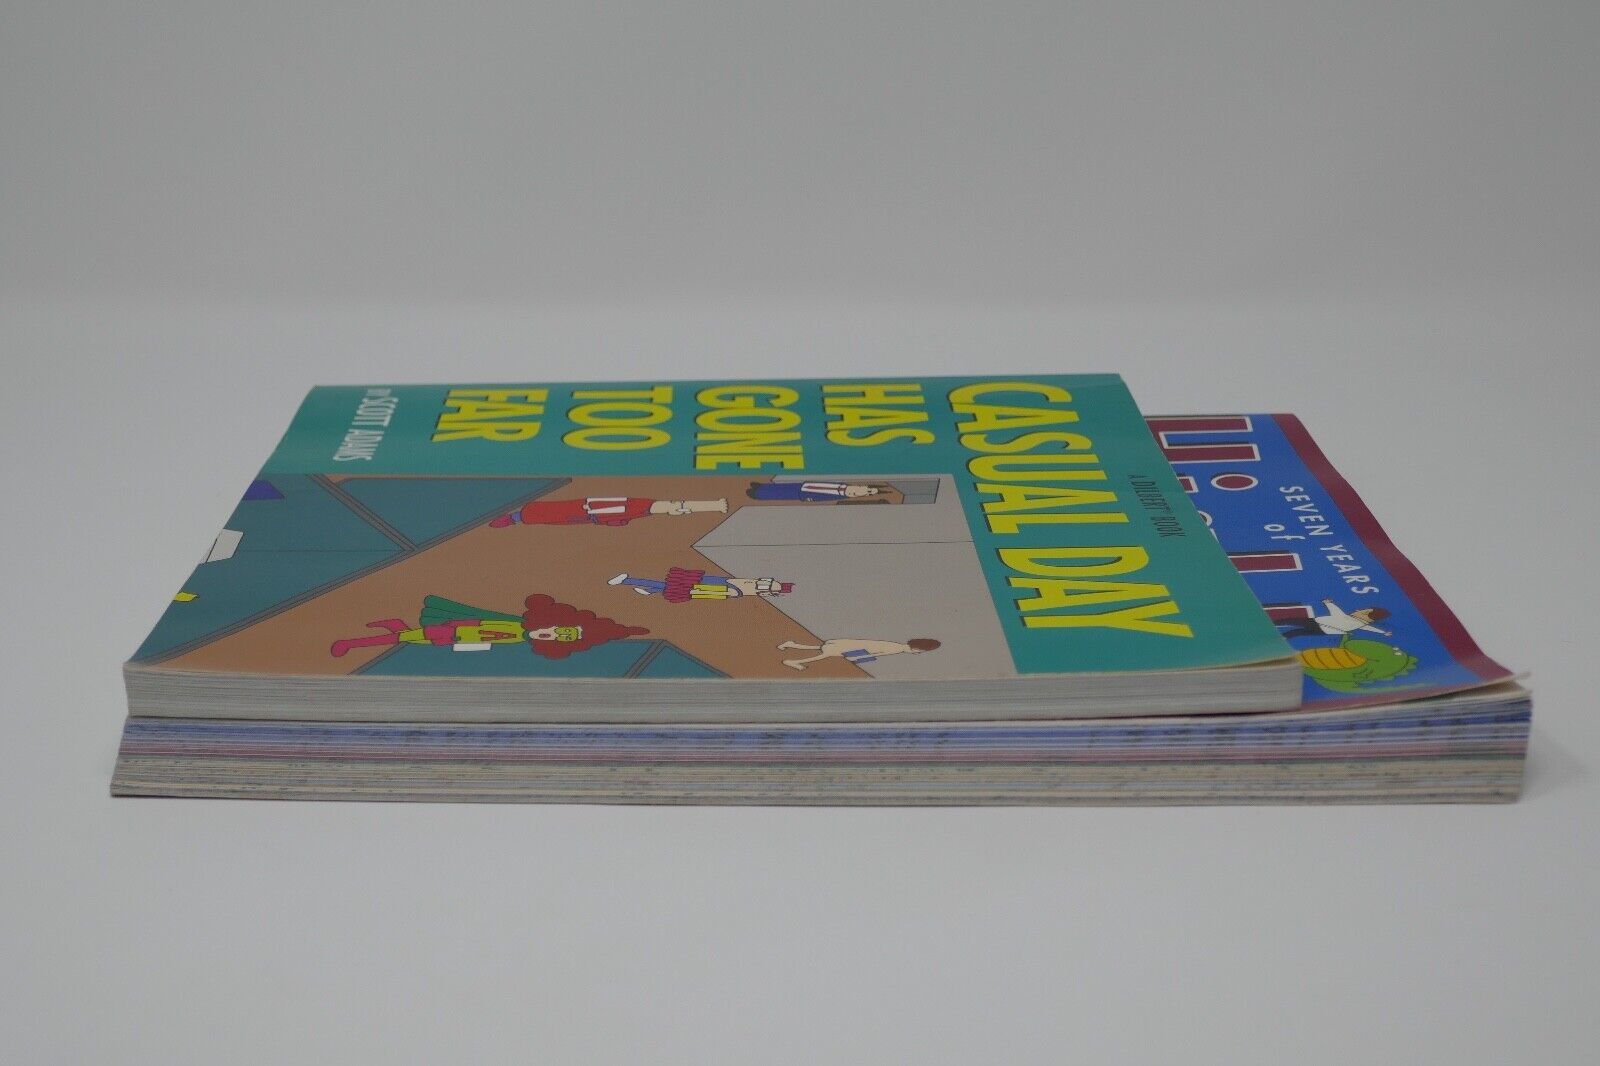 A DILBERT® BOOK
CASUAL DAY
HAS
GONE
TOO
FAR
BY SCOTT ADAMS
SEVEN YEARS
of